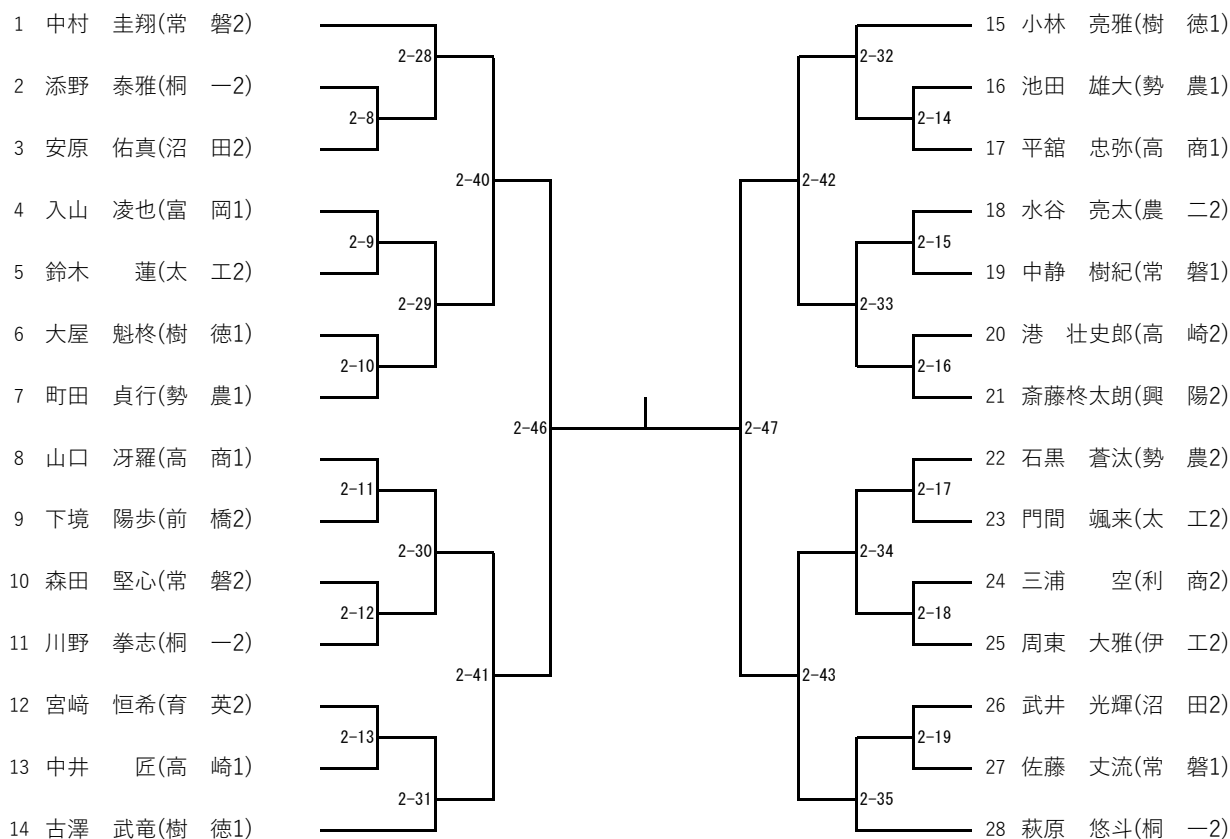 1 中村　圭翔(常　磐2)
2 添野　泰雅(桐　一2)
3 安原　佑真(沼　田2)
4 入山　凌也(富　岡1)
5 鈴木　　蓮(太　工2)
6 大屋　魁柊(樹　徳1)
7 町田　貞行(勢　農1)
8 山口　冴羅(高　商1)
9 下境　陽歩(前　橋2)
10 森田　堅心(常　磐2)
11 川野　拳志(桐　一2)
12 宮﨑　恒希(育　英2)
13 中井　　匠(高　崎1)
14 古澤　武竜(樹　徳1)
2-8
2-9
2-10
2-11
2-12
2-13
2-28
2-29
2-30
2-31
2-40
2-41
2-46
2-47
2-42
2-43
2-32
2-33
2-34
2-35
2-14
2-15
2-16
2-17
2-18
2-19
15 小林　亮雅(樹　徳1)
16 池田　雄大(勢　農1)
17 平舘　忠弥(高　商1)
18 水谷　亮太(農　二2)
19 中静　樹紀(常　磐1)
20 港　壮史郎(高　崎2)
21 斎藤柊太朗(興　陽2)
22 石黒　蒼汰(勢　農2)
23 門間　颯来(太　工2)
24 三浦　　空(利　商2)
25 周東　大雅(伊　工2)
26 武井　光輝(沼　田2)
27 佐藤　丈流(常　磐1)
28 萩原　悠斗(桐　一2)